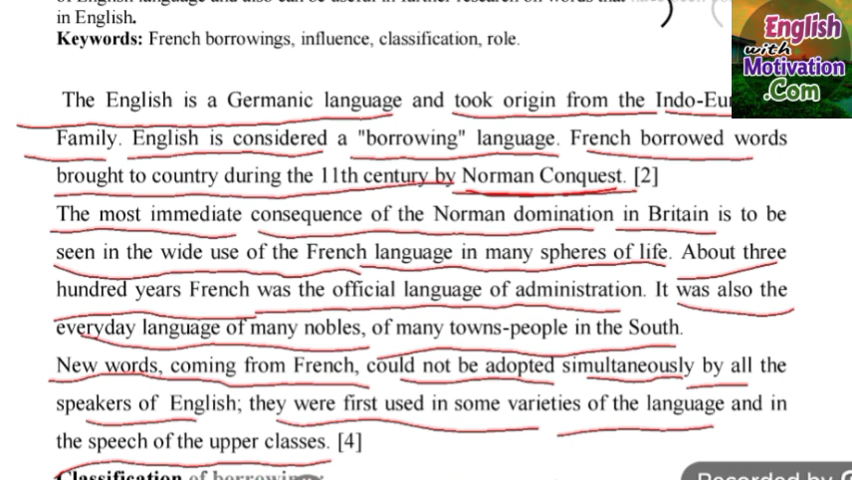 in English.
Keywords: French borrowings, influence, classification, role.
English
with
Motivation
.Com
The English is a Germanic language and took origin from the
Family. English is considered a "borrowing" language. French borrowed words
brought to country during the 11th century by Norman Conquest. [2]
The most immediate consequence of the Norman domination in Britain is to be
seen in the wide use of the French language in many spheres of life. About three
hundred years French was the official language of administration. It was also the
everyday language of many nobles, of many towns-people in the South.
New words, coming from French, could not be adopted simultaneously by all the
speakers of English; they were first used in some varieties of the language and in
the speech of the upper classes. [4]
Classification of borrowings
Recorded by